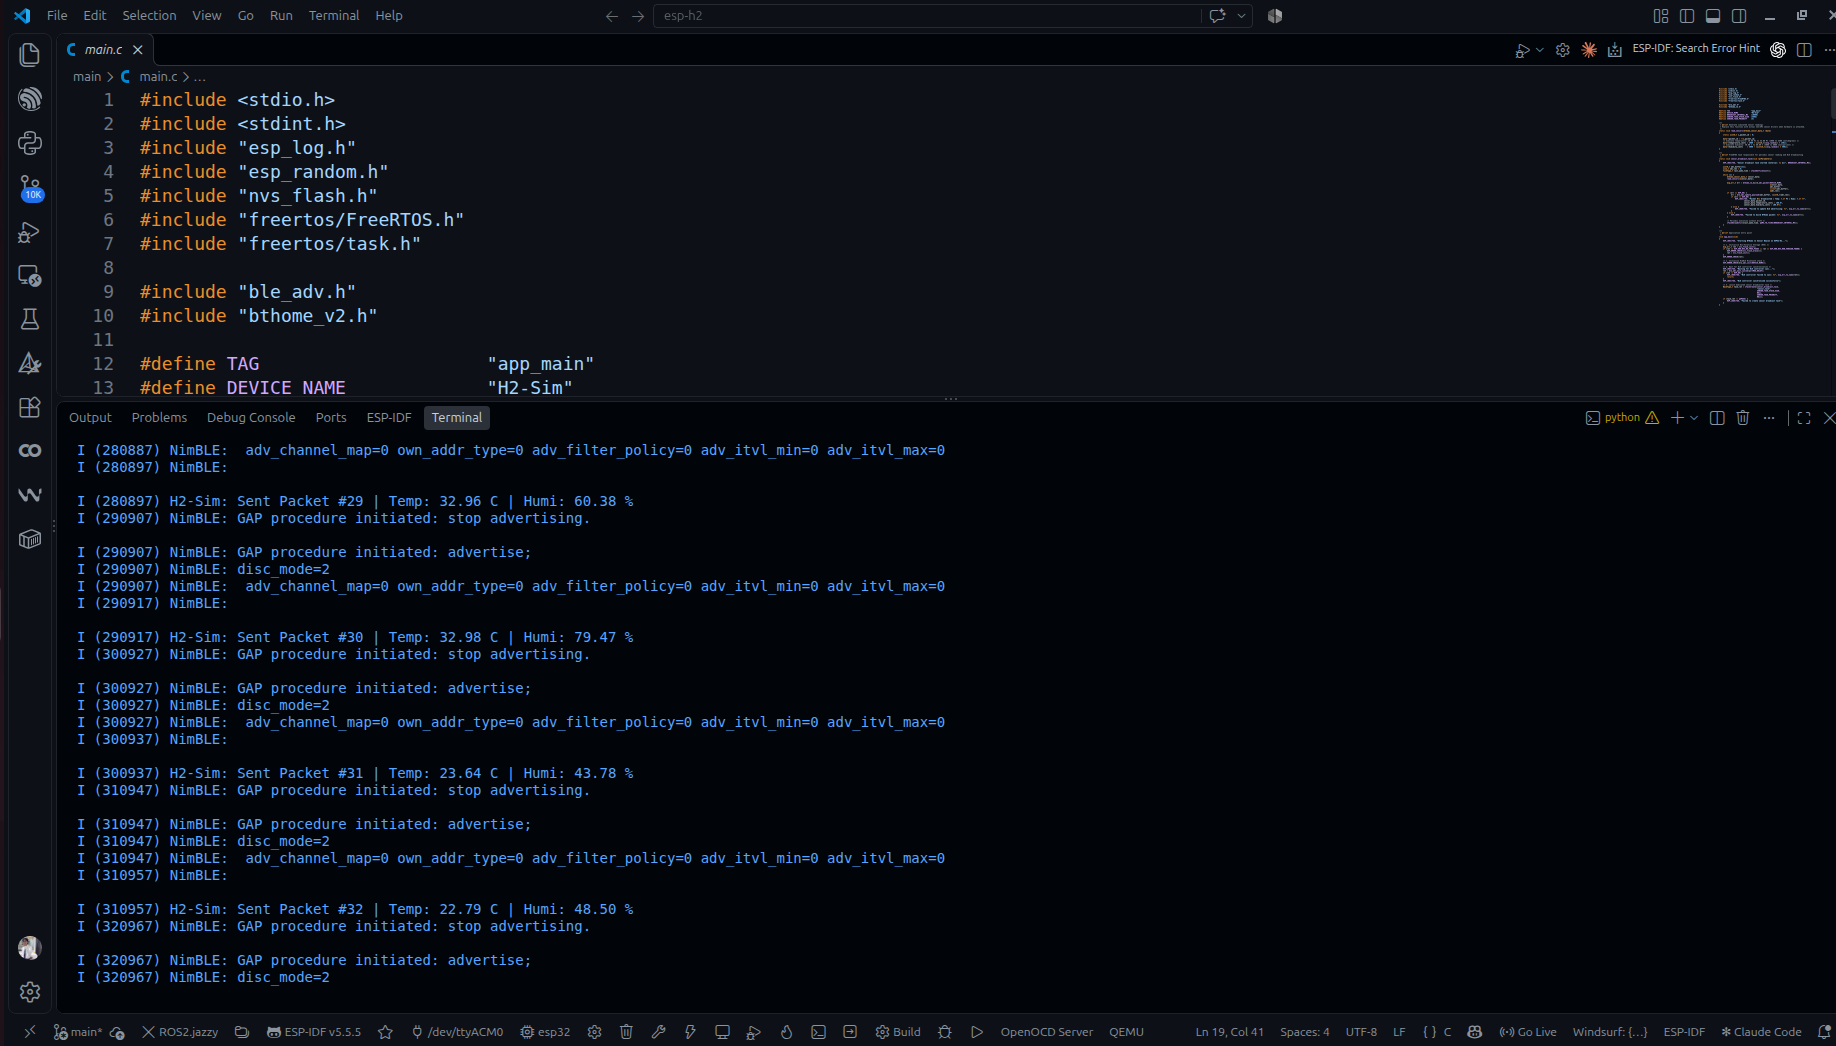 File Edit Selection View Go Run Terminal Help
esp-h2
main.c
ESP-IDF: Search Error Hint
main > main.c > ...
10K
1 #include <stdio.h>
2 #include <stdint.h>
3 #include "esp_log.h"
4 #include "esp_random.h"
5 #include "nvs_flash.h"
6 #include "freertos/FreeRTOS.h"
7 #include "freertos/task.h"
8
9 #include "ble_adv.h"
10 #include "bthome_v2.h"
11
12 #define TAG "app_main"
13 #define DEVICE_NAME "H2-Sim"
Output Problems Debug Console Ports ESP-IDF Terminal
python
I (280887) NimBLE:  adv_channel_map=0 own_addr_type=0 adv_filter_policy=0 adv_itvl_min=0 adv_itvl_max=0
I (280897) NimBLE:
I (280897) H2-Sim: Sent Packet #29 | Temp: 32.96 C | Humi: 60.38 %
I (290907) NimBLE: GAP procedure initiated: stop advertising.
I (290907) NimBLE: GAP procedure initiated: advertise;
I (290907) NimBLE: disc_mode=2
I (290907) NimBLE:  adv_channel_map=0 own_addr_type=0 adv_filter_policy=0 adv_itvl_min=0 adv_itvl_max=0
I (290917) NimBLE:
I (290917) H2-Sim: Sent Packet #30 | Temp: 32.98 C | Humi: 79.47 %
I (300927) NimBLE: GAP procedure initiated: stop advertising.
I (300927) NimBLE: GAP procedure initiated: advertise;
I (300927) NimBLE: disc_mode=2
I (300927) NimBLE:  adv_channel_map=0 own_addr_type=0 adv_filter_policy=0 adv_itvl_min=0 adv_itvl_max=0
I (300937) NimBLE:
I (300937) H2-Sim: Sent Packet #31 | Temp: 23.64 C | Humi: 43.78 %
I (310947) NimBLE: GAP procedure initiated: stop advertising.
I (310947) NimBLE: GAP procedure initiated: advertise;
I (310947) NimBLE: disc_mode=2
I (310947) NimBLE:  adv_channel_map=0 own_addr_type=0 adv_filter_policy=0 adv_itvl_min=0 adv_itvl_max=0
I (310957) NimBLE:
I (310957) H2-Sim: Sent Packet #32 | Temp: 22.79 C | Humi: 48.50 %
I (320967) NimBLE: GAP procedure initiated: stop advertising.
I (320967) NimBLE: GAP procedure initiated: advertise;
I (320967) NimBLE: disc_mode=2
main* ROS2.jazzy ESP-IDF v5.5.5 /dev/ttyACM0 esp32 Build OpenOCD Server QEMU Ln 19, Col 41 Spaces: 4 UTF-8 LF { } C Go Live Windsurf: {...} ESP-IDF Claude Code